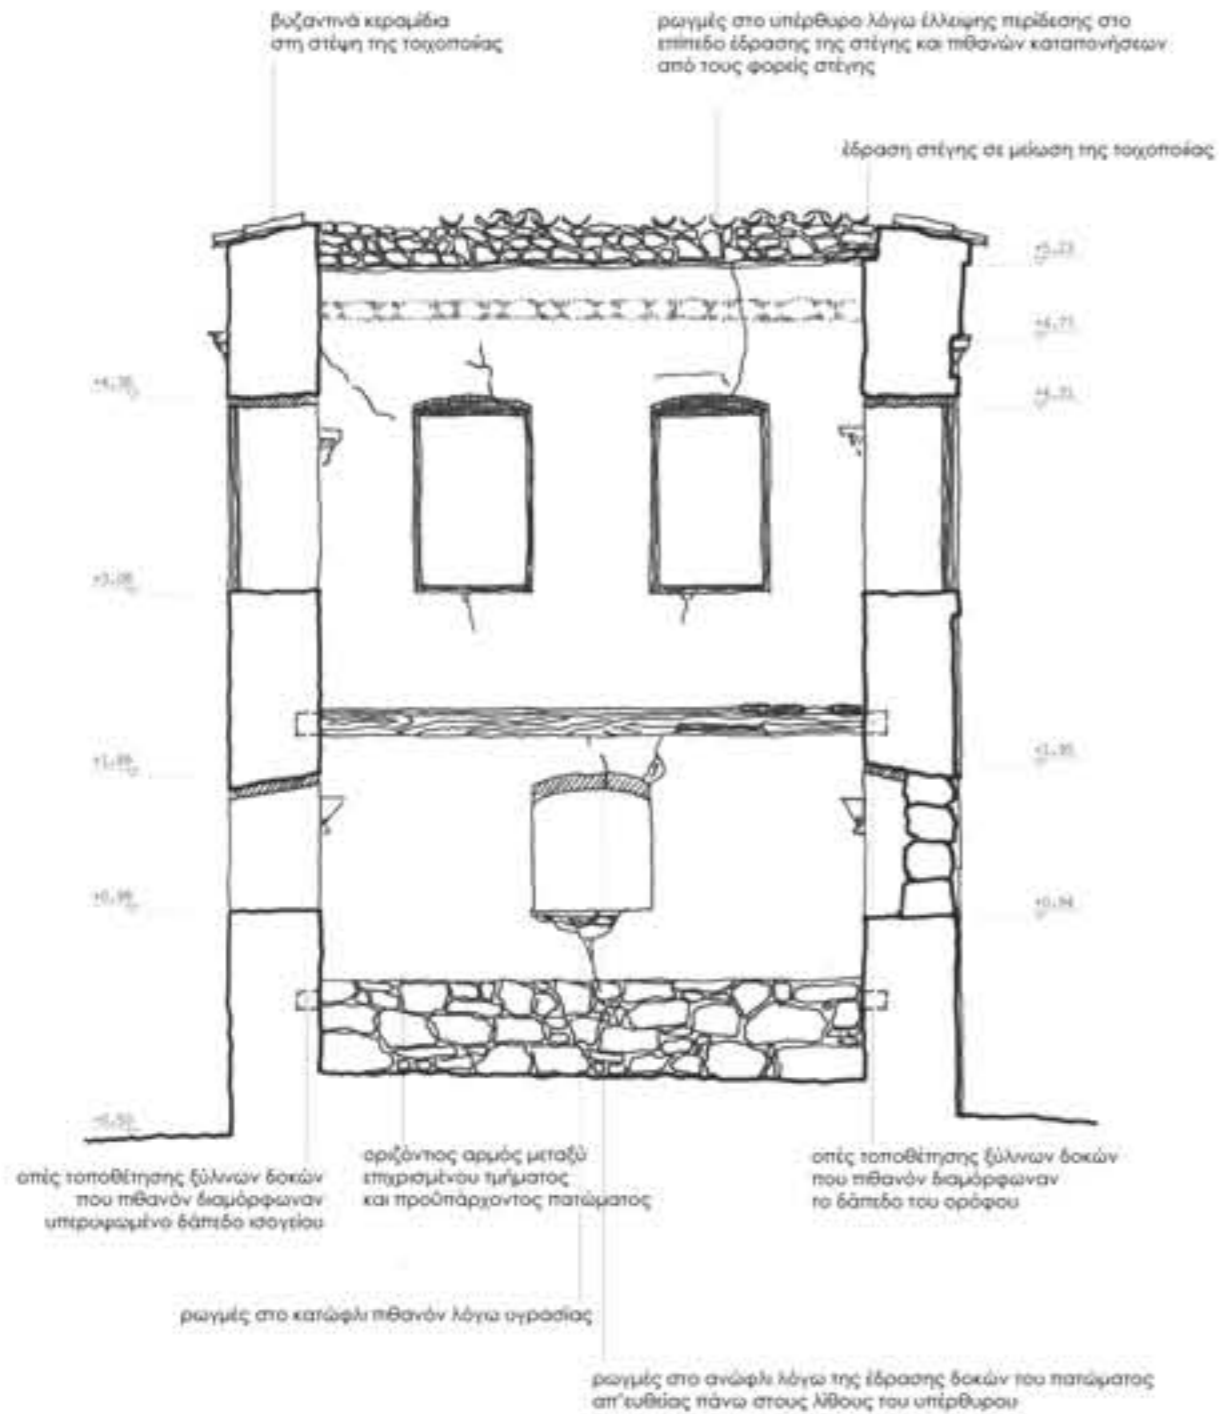 βυζαντινά κεραμίδια
στη στέψη της τοιχοποιίας
ρωγμές στο υπέρθυρο λόγω έλλειψης περίδεσης στο
επίπεδο έδρασης της στέγης και πιθανών καταπονήσεων
από τους φορείς στέγης
έδραση στέγης σε μείωση της τοιχοποιίας
+3.05
+0.94
οπές τοποθέτησης ξύλινων δοκών
που πιθανόν διαμόρφωναν
υπερυψωμένο δάπεδο ισογείου
οριζόντιος αρμός μεταξύ
επιχρισμένου τμήματος
και προϋπάρχοντος πατώματος
οπές τοποθέτησης ξύλινων δοκών
που πιθανόν διαμόρφωναν
το δάπεδο του ορόφου
ρωγμές στο κατώφλι πιθανόν λόγω υγρασίας
ρωγμές στο ανώφλι λόγω της έδρασης δοκών του πατώματος
απ'ευθείας πάνω στους λίθους του υπέρθυρου